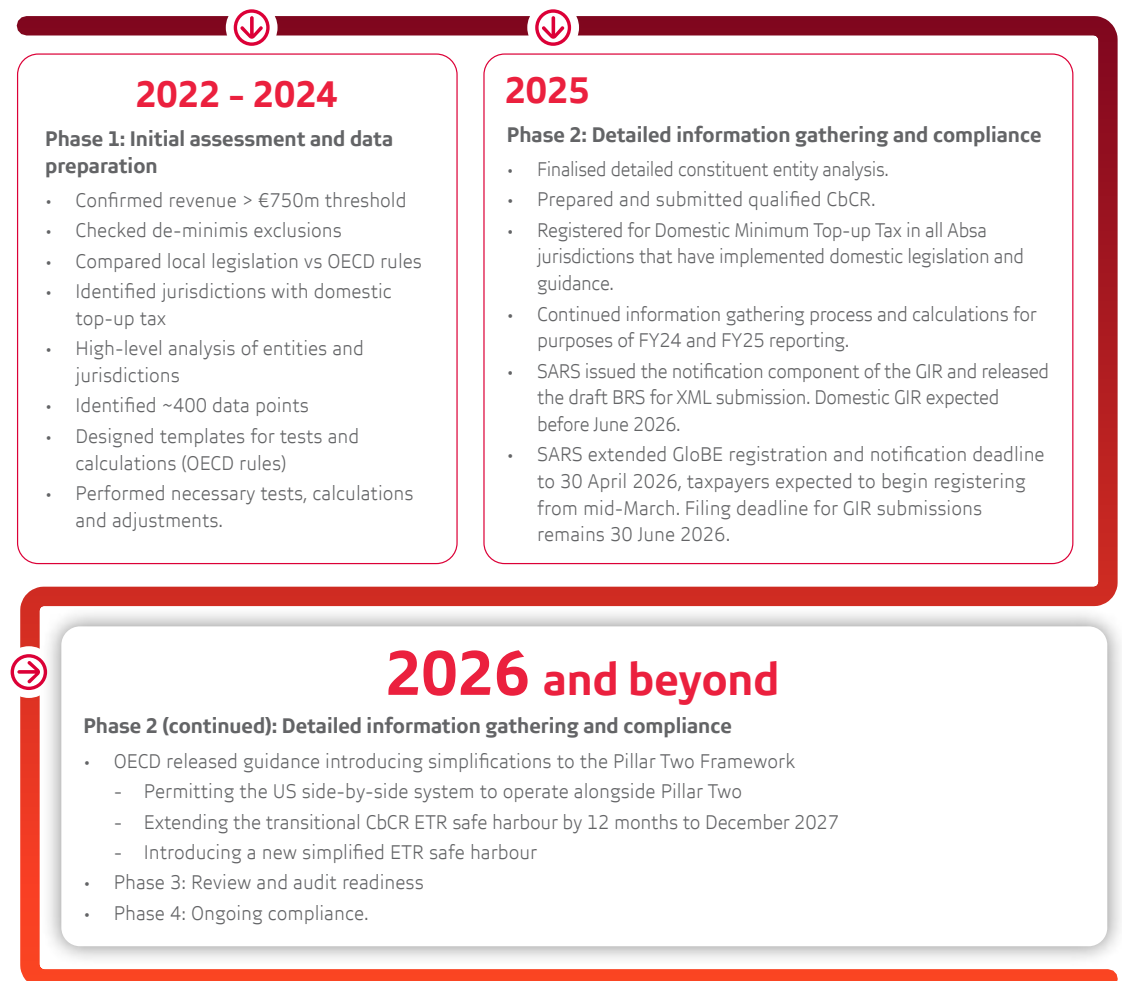 2022 – 2024
Phase 1: Initial assessment and data
preparation
• Confirmed revenue > €750m threshold
• Checked de-minimis exclusions
• Compared local legislation vs OECD rules
• Identified jurisdictions with domestic
top-up tax
• High-level analysis of entities and
jurisdictions
• Identified ~400 data points
• Designed templates for tests and
calculations (OECD rules)
• Performed necessary tests, calculations
and adjustments.
2025
Phase 2: Detailed information gathering and compliance
• Finalised detailed constituent entity analysis.
• Prepared and submitted qualified CbCR.
• Registered for Domestic Minimum Top-up Tax in all Absa
jurisdictions that have implemented domestic legislation and
guidance.
• Continued information gathering process and calculations for
purposes of FY24 and FY25 reporting.
• SARS issued the notification component of the GIR and released
the draft BRS for XML submission. Domestic GIR expected
before June 2026.
• SARS extended GloBE registration and notification deadline
to 30 April 2026, taxpayers expected to begin registering
from mid-March. Filing deadline for GIR submissions
remains 30 June 2026.
2026 and beyond
Phase 2 (continued): Detailed information gathering and compliance
• OECD released guidance introducing simplifications to the Pillar Two Framework
- Permitting the US side-by-side system to operate alongside Pillar Two
- Extending the transitional CbCR ETR safe harbour by 12 months to December 2027
- Introducing a new simplified ETR safe harbour
• Phase 3: Review and audit readiness
• Phase 4: Ongoing compliance.